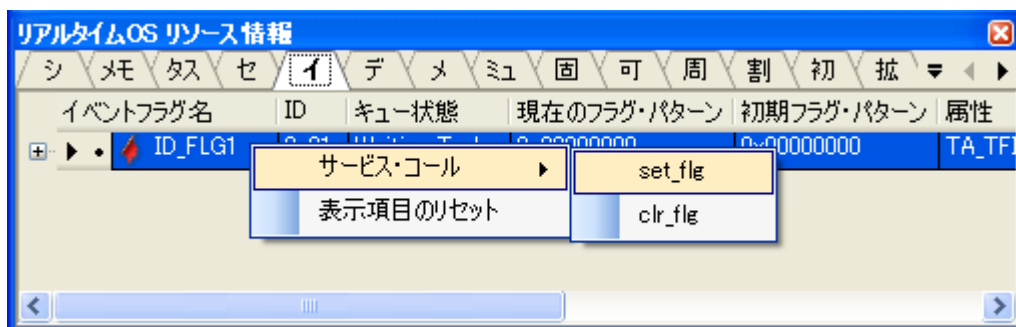 リアルタイムOS リソース情報
シ メモ タス セ イ デ メ ミュ 固 可 周 割 初 拡
イベントフラグ名 ID キュー状態 現在のフラグ・パターン 初期フラグ・パターン 属性
ID_FLG1 0x00000000 TA_TF
サービス・コール set_flg
表示項目のリセット clr_flg